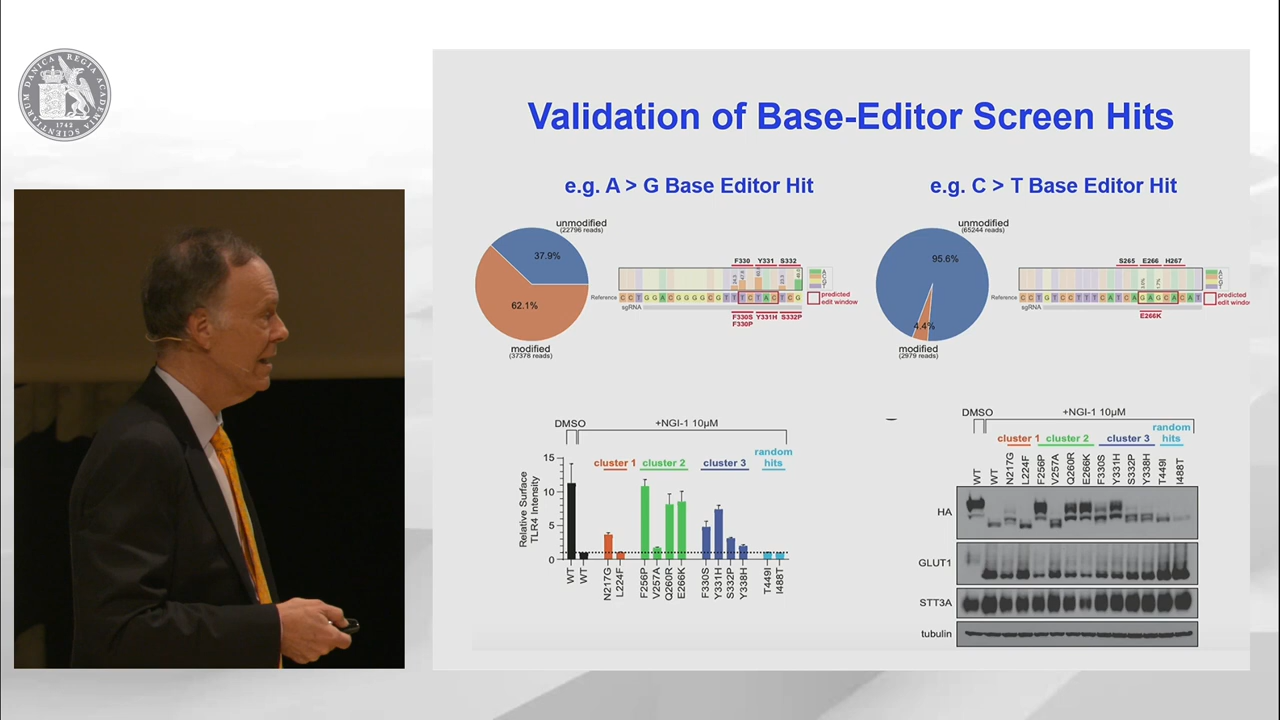 REGIA ACADEMIA SCIENTIARUM DANICA
1742
Validation of Base-Editor Screen Hits
e.g. A > G Base Editor Hit
unmodified
(22796 reads)
37.9%
62.1%
modified
(37378 reads)
F330 Y331 S332
Reference C C T G G A C G G G G C G T T T C T A C T C G
sgRNA
predicted
edit window
F330S Y331H S332P
F330P
e.g. C > T Base Editor Hit
unmodified
(65244 reads)
95.6%
4.4%
modified
(2979 reads)
S265 E266 H267
Reference C C T G T C C T T T C A T C A G A G C A C A T
sgRNA
predicted
edit window
E266K
DMSO +NGI-1 10µM
cluster 1 cluster 2 cluster 3 random
hits
Relative Surface
TLR4 Intensity
15
10
5
0
WT WT N217G L224F F256P V257A Q260R E266K F330S Y331H S332P Y338H T449I I488T
DMSO +NGI-1 10µM
cluster 1 cluster 2 cluster 3 random
hits
WT WT N217G L224F F256P V257A Q260R E266K F330S Y331H S332P Y338H T449I I488T
HA
GLUT1
STT3A
tubulin